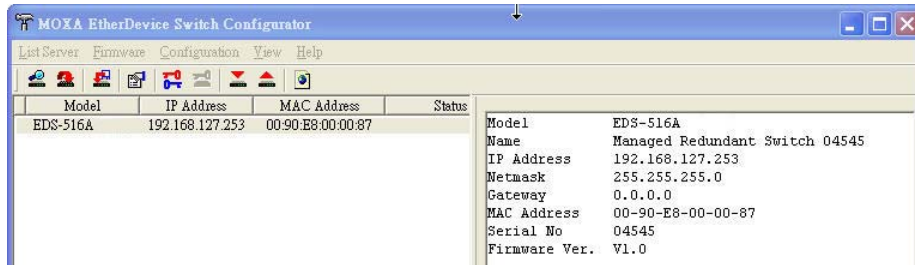 MOXA EtherDevice Switch Configurator
List Server Firmware Configuration View Help
Model IP Address MAC Address Status
EDS-516A 192.168.127.253 00:90:E8:00:00:87
Model EDS-516A
Name Managed Redundant Switch 04545
IP Address 192.168.127.253
Netmask 255.255.255.0
Gateway 0.0.0.0
MAC Address 00-90-E8-00-00-87
Serial No 04545
Firmware Ver. V1.0